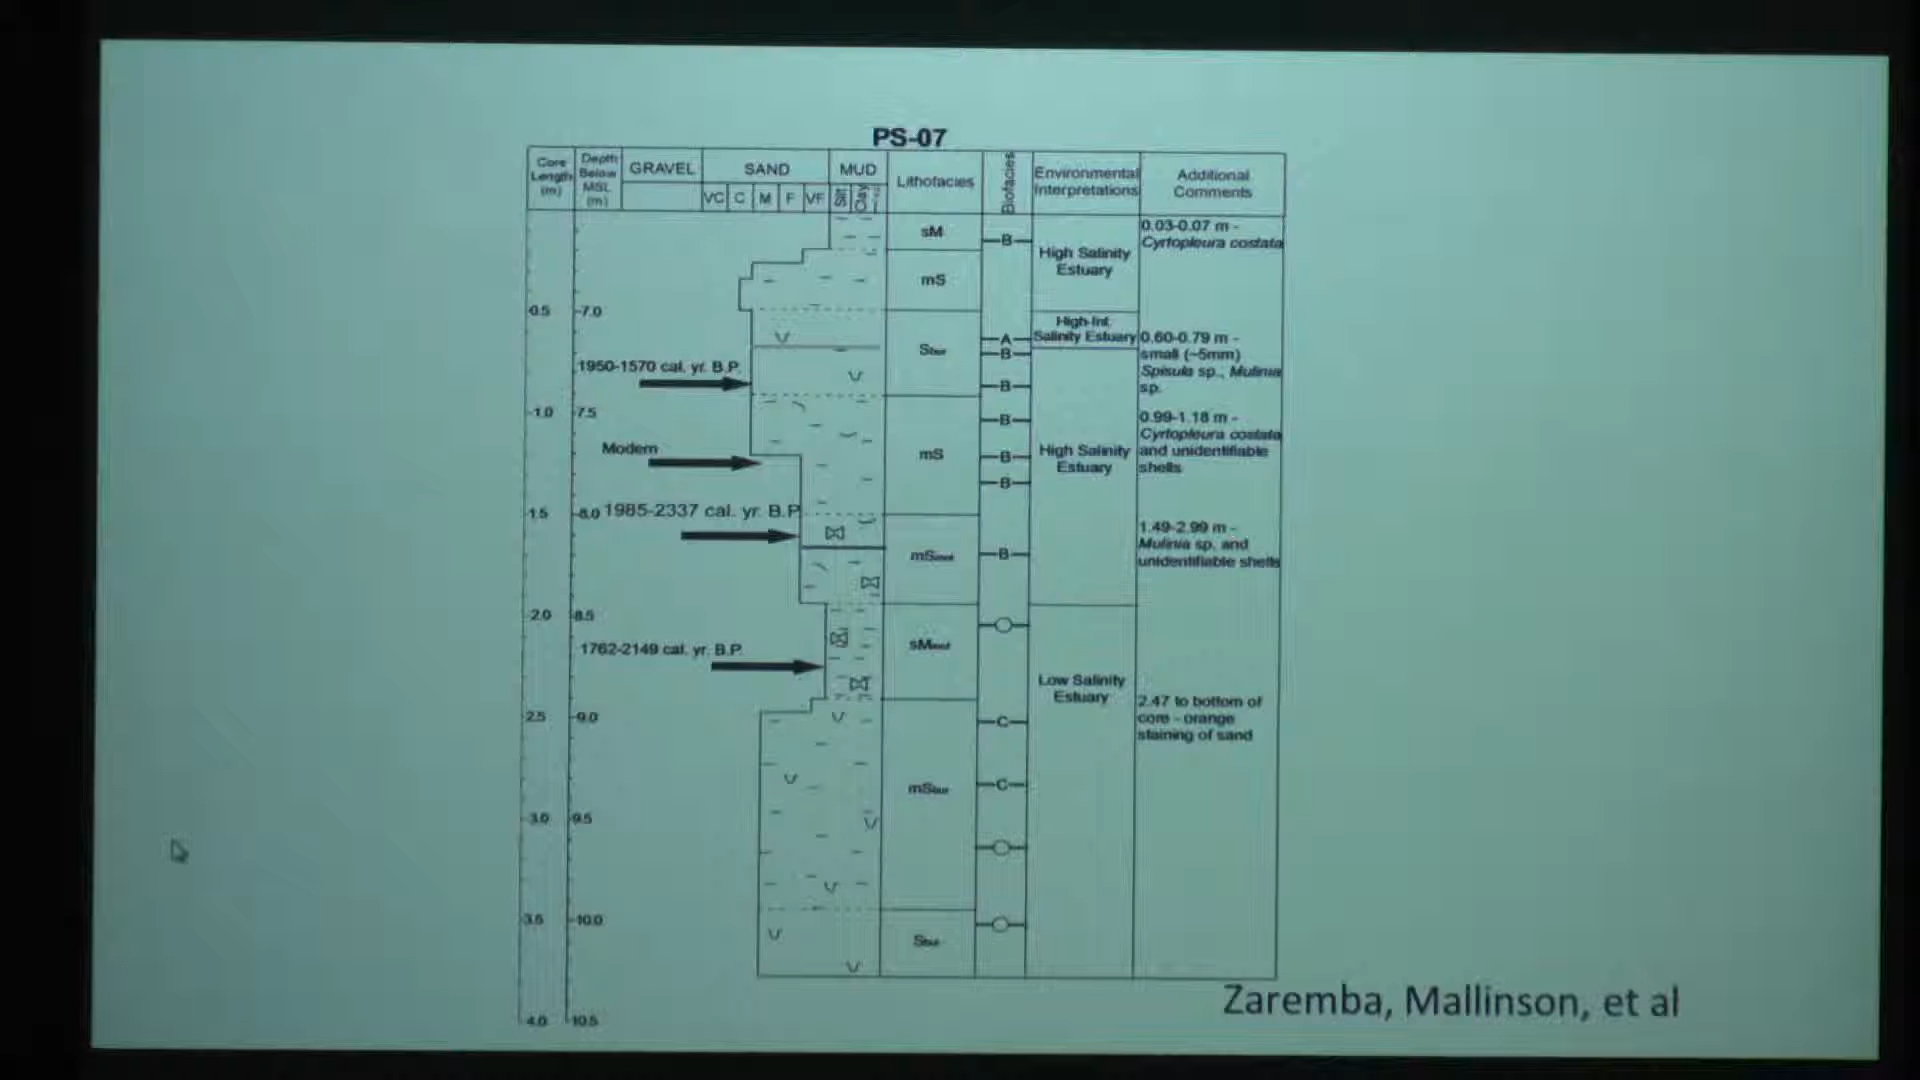 PS-07
Core
Length
(m)
Depth
Below
MSL
(m)
GRAVEL
SAND
MUD
VC
C
M
F
VF
Silt
Clay
Lithofacies
Biofacies
Environmental
Interpretations
Additional
Comments
sM
B
High Salinity
Estuary
0.03-0.07 m -
Cyrtopleura costata
mS
0.5
7.0
High-Int.
Salinity Estuary
A
0.60-0.79 m -
small (~5mm)
Spisula sp., Mulinia
sp.
B
1950-1570 cal. yr. B.P.
B
1.0
7.5
B
0.99-1.18 m -
Cyrtopleura costata
and unidentifiable
shells
Modern
mS
B
High Salinity
Estuary
B
1.5
8.0
1985-2337 cal. yr. B.P.
1.49-2.99 m -
Mulinia sp. and
unidentifiable shells
B
2.0
8.5
1762-2149 cal. yr. B.P.
Low Salinity
Estuary
2.47 to bottom of
core - orange
staining of sand
2.5
9.0
C
C
3.0
9.5
3.5
10.0
4.0
10.5
Zaremba, Mallinson, et al